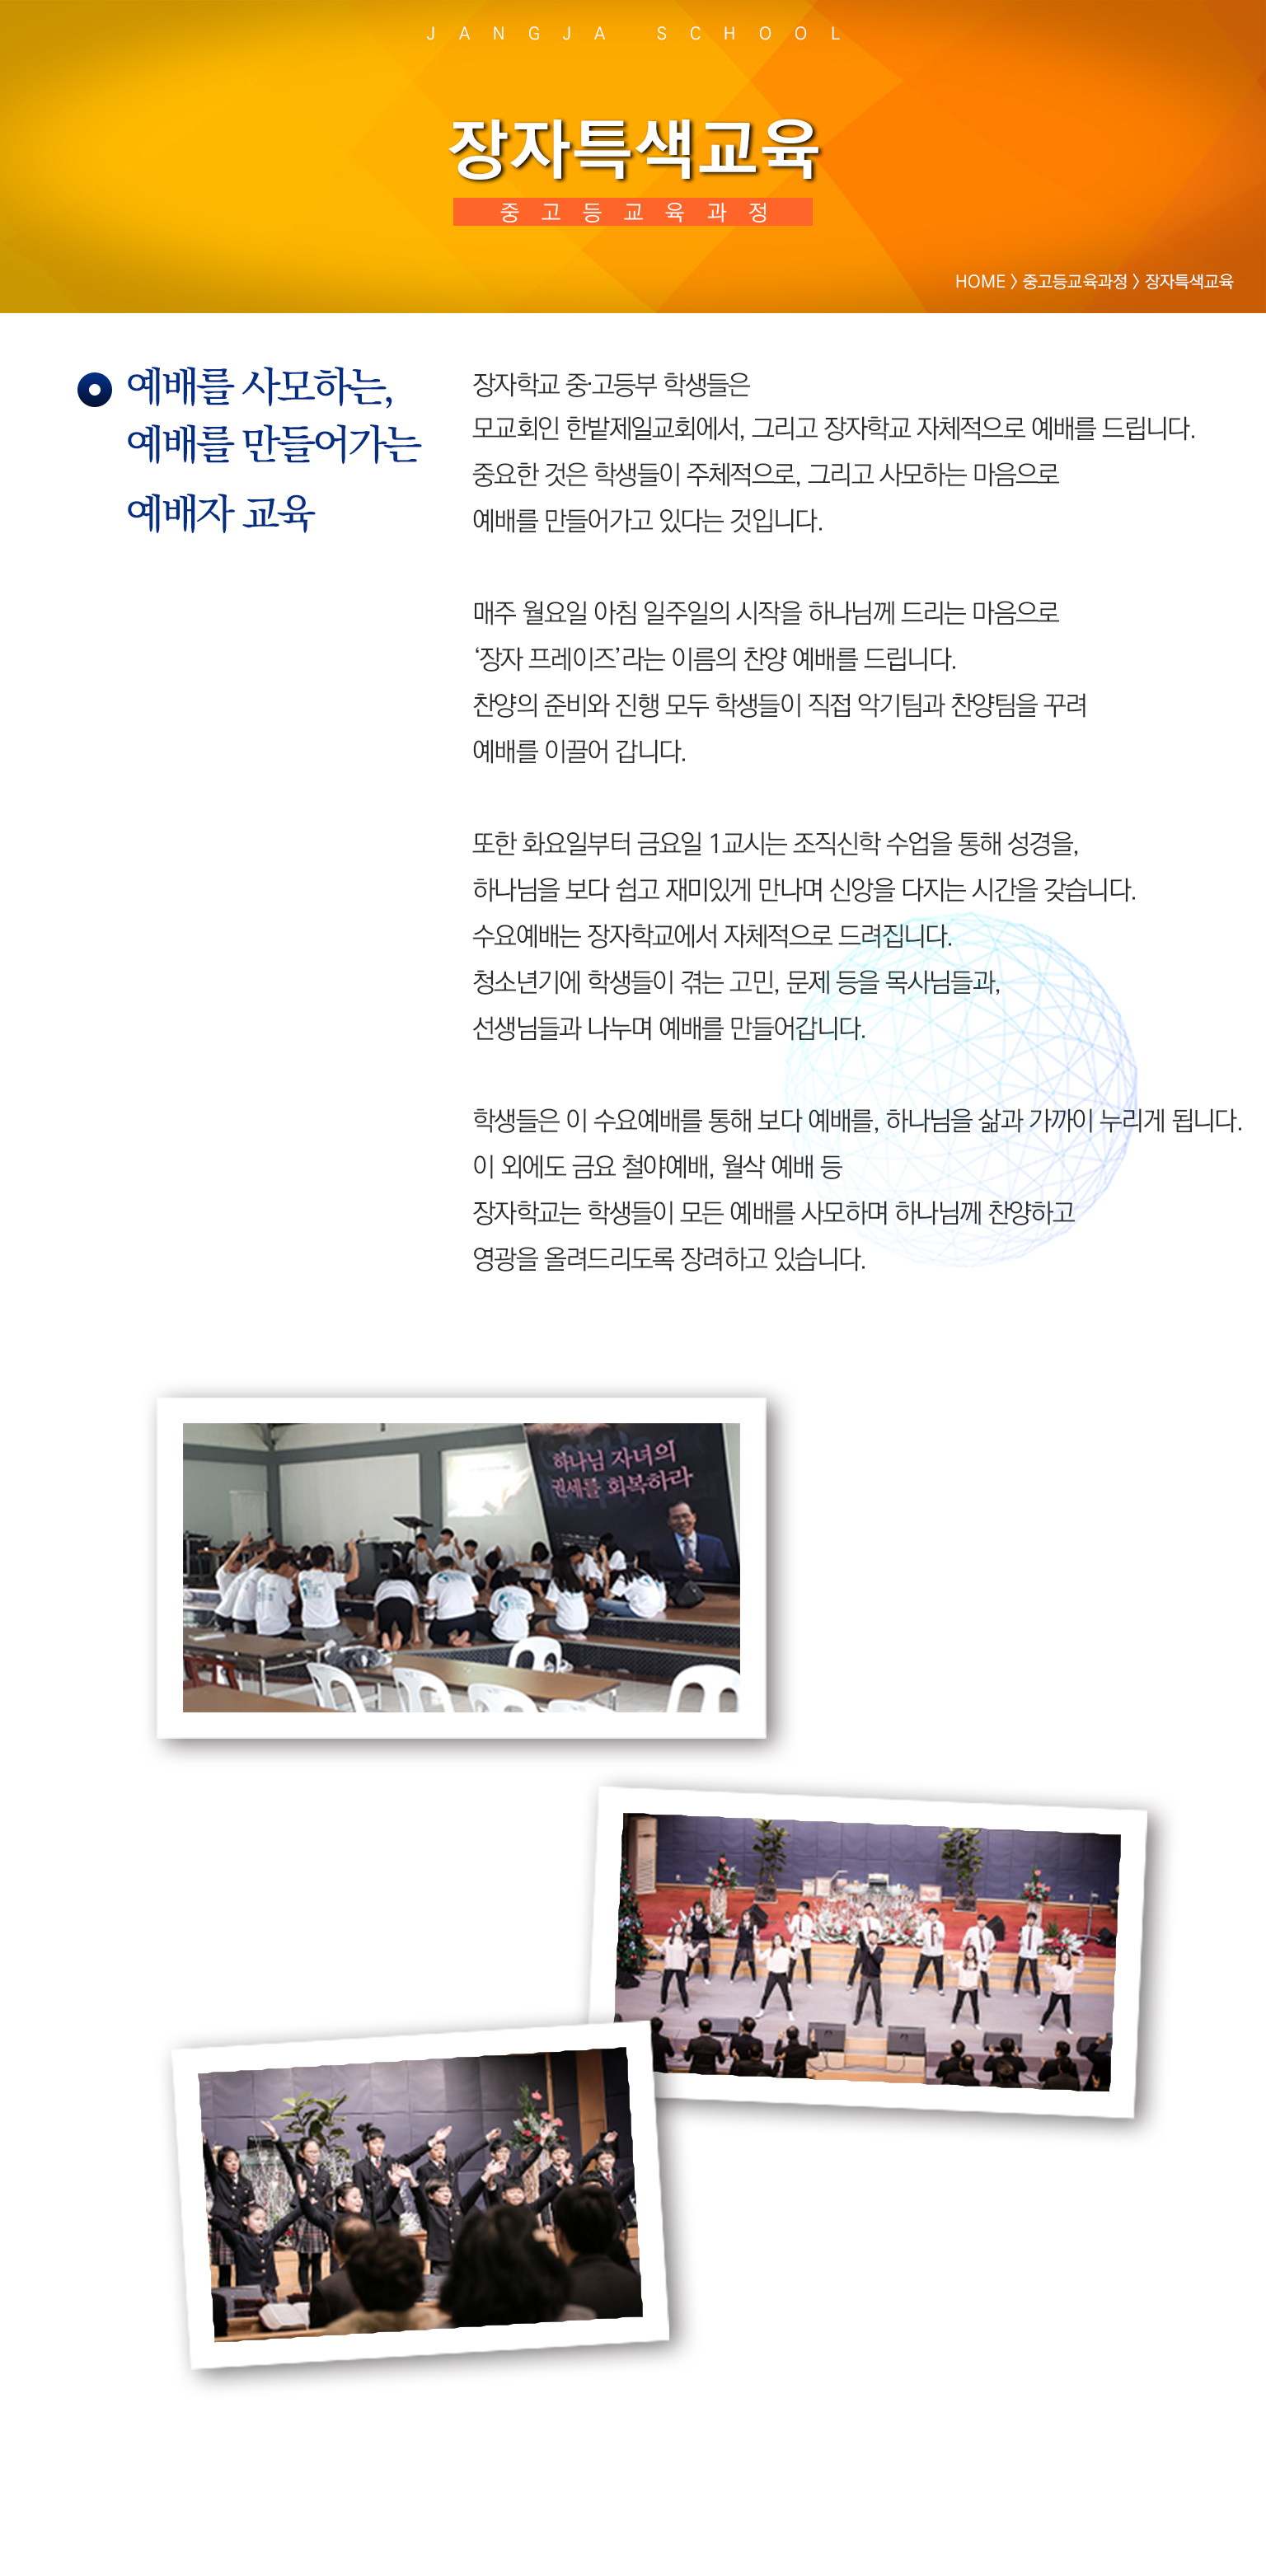 JANGJA SCHOOL
장자특색교육
중고등교육과정
HOME > 중고등교육과정 > 장자특색교육
예배를 사모하는,
예배를 만들어가는
예배자 교육
장자학교 중·고등부 학생들은
모교회인 한밭제일교회에서, 그리고 장자학교 자체적으로 예배를 드립니다.
중요한 것은 학생들이 주체적으로, 그리고 사모하는 마음으로
예배를 만들어가고 있다는 것입니다.
매주 월요일 아침 일주일의 시작을 하나님께 드리는 마음으로
‘장자 프레이즈’라는 이름의 찬양 예배를 드립니다.
찬양의 준비와 진행 모두 학생들이 직접 악기팀과 찬양팀을 꾸려
예배를 이끌어 갑니다.
또한 화요일부터 금요일 1교시는 조직신학 수업을 통해 성경을,
하나님을 보다 쉽고 재미있게 만나며 신앙을 다지는 시간을 갖습니다.
수요예배는 장자학교에서 자체적으로 드려집니다.
청소년기에 학생들이 겪는 고민, 문제 등을 목사님들과,
선생님들과 나누며 예배를 만들어갑니다.
학생들은 이 수요예배를 통해 보다 예배를, 하나님을 삶과 가까이 누리게 됩니다.
이 외에도 금요 철야예배, 월삭 예배 등
장자학교는 학생들이 모든 예배를 사모하며 하나님께 찬양하고
영광을 올려드리도록 장려하고 있습니다.
하나님 자녀의
권세를 회복하라